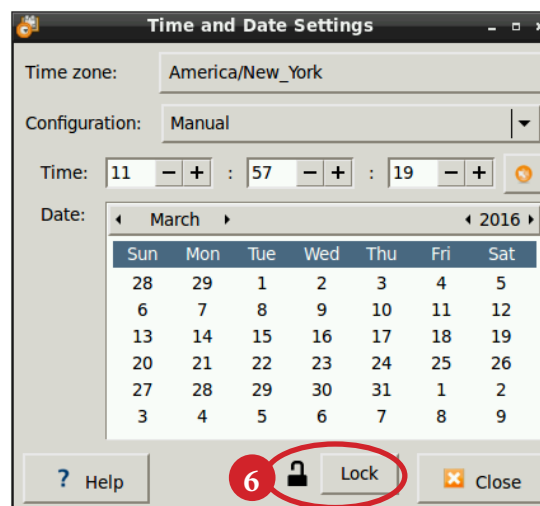 Time and Date Settings
Time zone: America/New_York
Configuration: Manual
Time: 11 − + : 57 − + : 19 − +
Date: March 2016
Sun Mon Tue Wed Thu Fri Sat
28 29 1 2 3 4 5
6 7 8 9 10 11 12
13 14 15 16 17 18 19
20 21 22 23 24 25 26
27 28 29 30 31 1 2
3 4 5 6 7 8 9
? Help 6 Lock Close